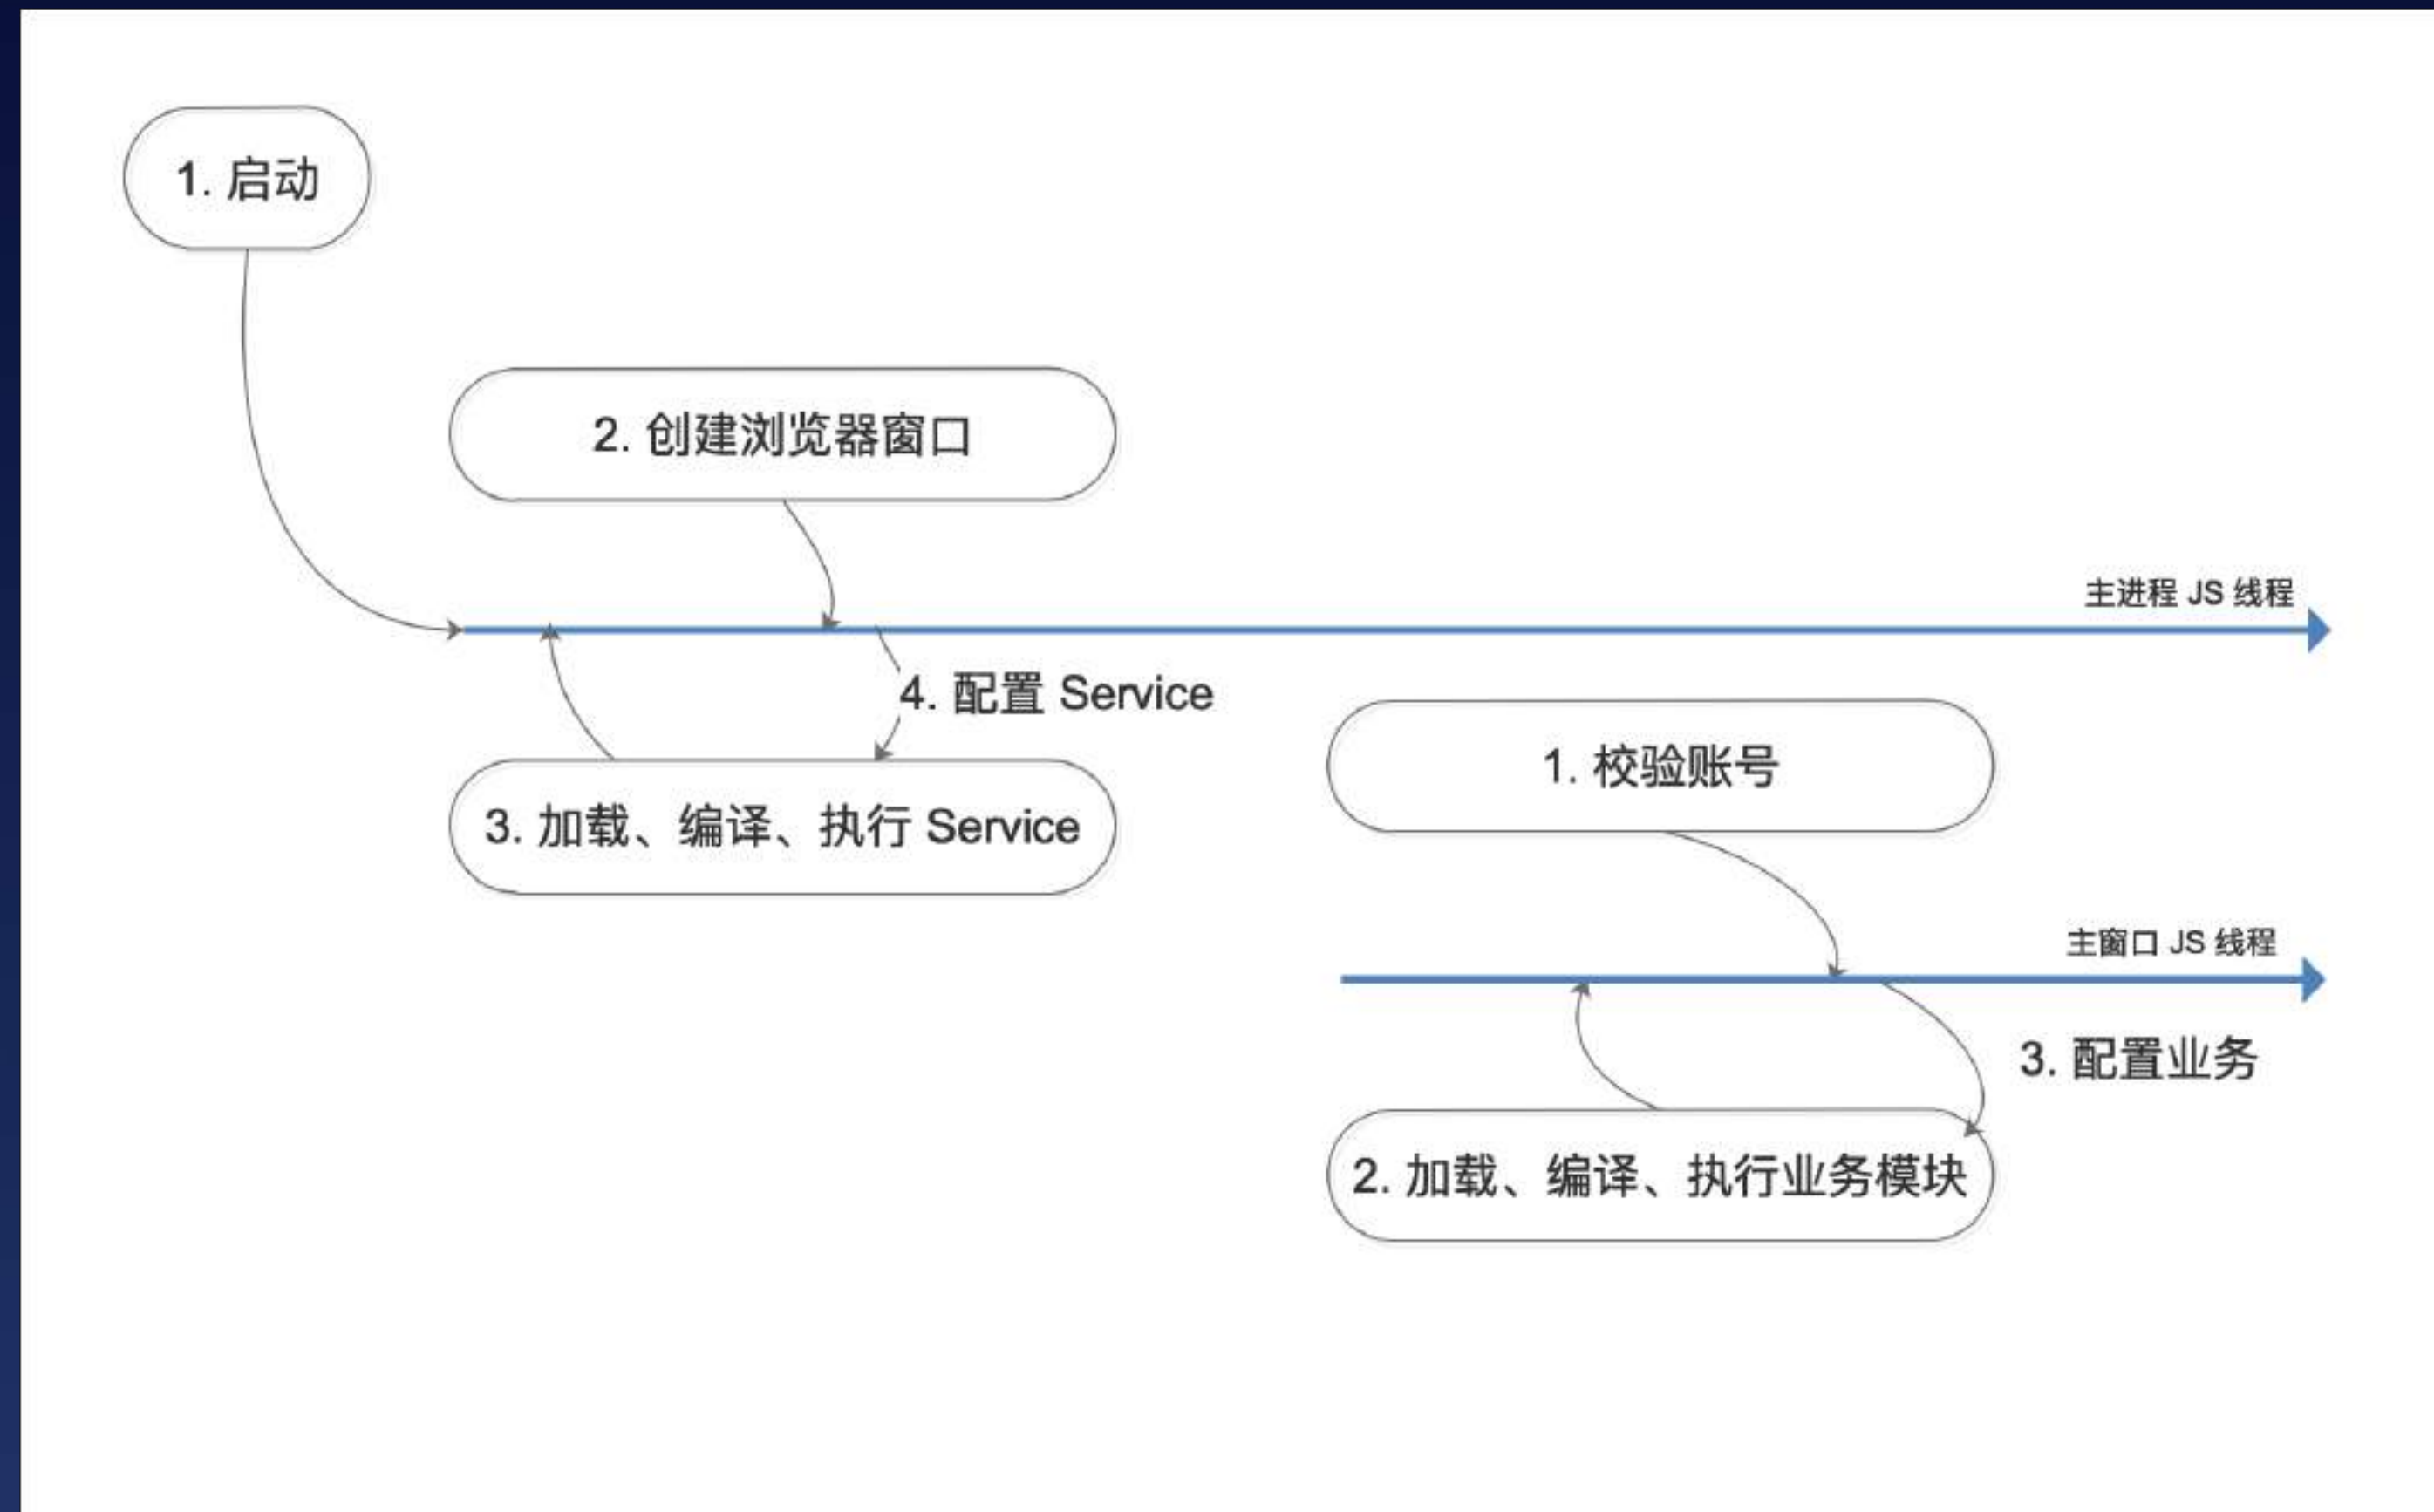 1. 启动
2. 创建浏览器窗口
主进程 JS 线程
4. 配置 Service
3. 加载、编译、执行 Service
1. 校验账号
主窗口 JS 线程
3. 配置业务
2. 加载、编译、执行业务模块